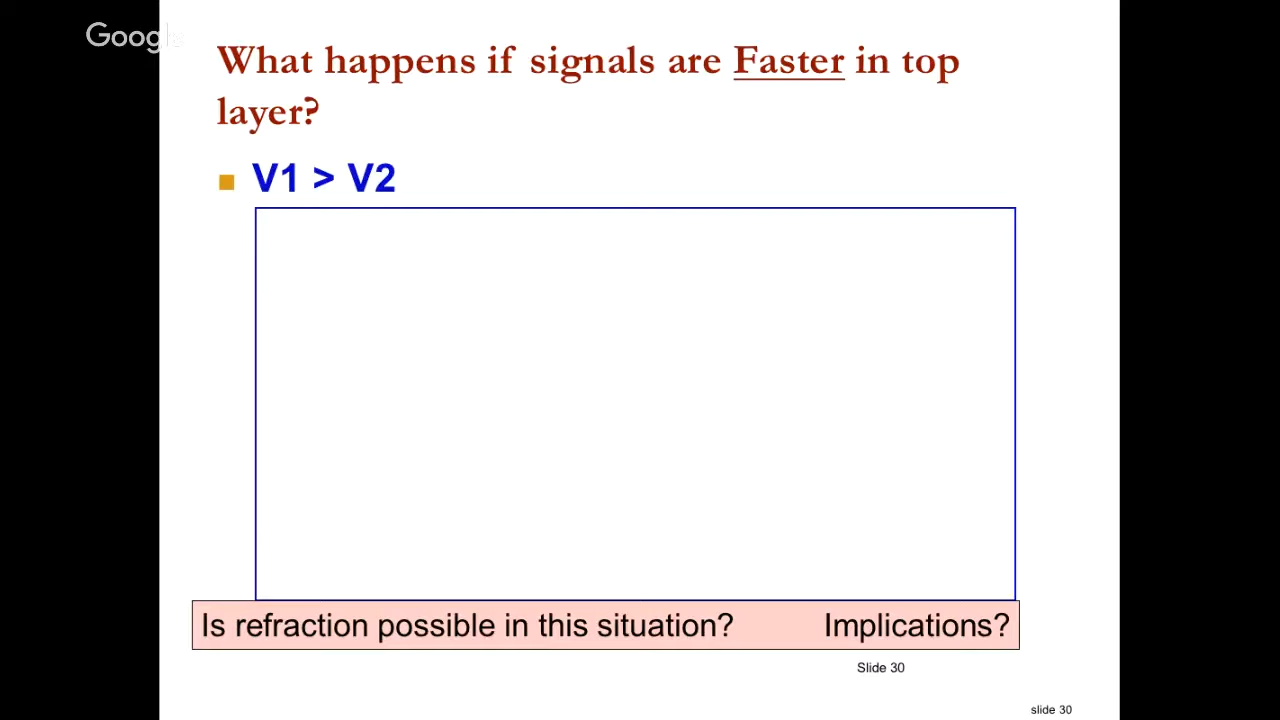 Google
What happens if signals are Faster in top
layer?
V1 > V2
Is refraction possible in this situation? Implications?
Slide 30
slide 30